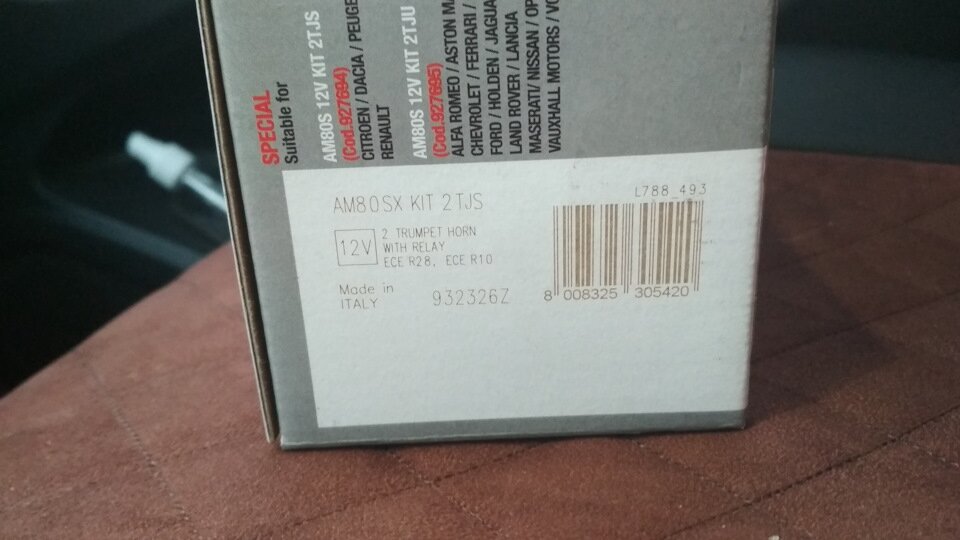 SPECIAL
Suitable for
AM80S 12V KIT 2TJS
(Cod.927694)
CITROEN / DACIA / PEUGE
RENAULT
AM80S 12V KIT 2TJU
(Cod.927695)
ALFA ROMEO / ASTON M
CHEVROLET / FERRARI /
FORD / HOLDEN / JAGUA
LAND ROVER / LANCIA
MASERATI/ NISSAN / OP
VAUXHALL MOTORS / VO
AM80SX KIT 2TJS
12V
2 TRUMPET HORN
WITH RELAY
ECE R28, ECE R10
Made in
ITALY
932326Z
L788_493
8 008325 305420